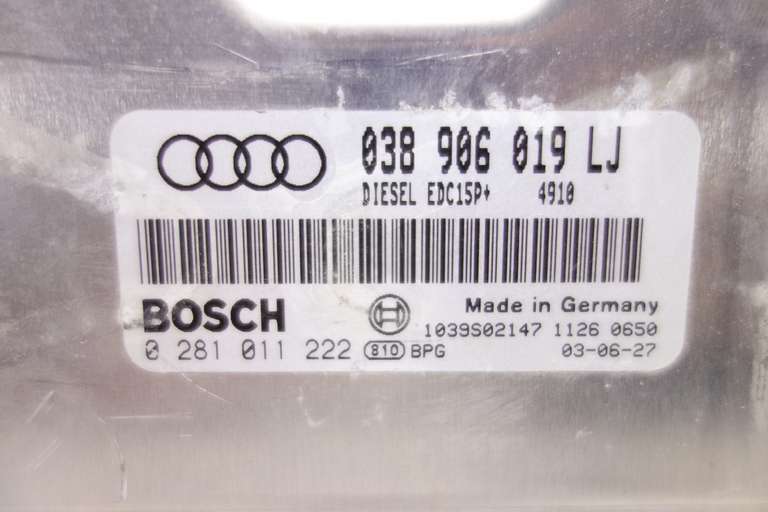 038 906 019 LJ
DIESEL EDC15P+ 4910
BOSCH
Made in Germany
1039S02147 1126 0650
0 281 011 222 810 BPG 03-06-27